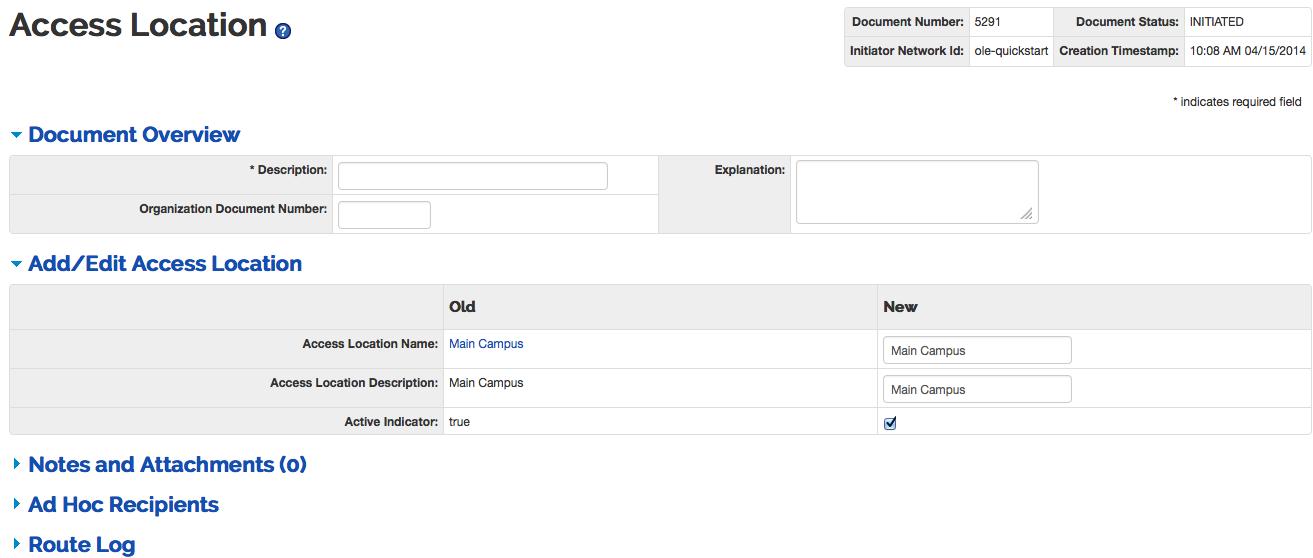 Access Location ?
Document Number: 5291 Document Status: INITIATED
Initiator Network Id: ole-quickstart Creation Timestamp: 10:08 AM 04/15/2014
* indicates required field
Document Overview
* Description: Explanation:
Organization Document Number:
Add/Edit Access Location
Old New
Access Location Name: Main Campus Main Campus
Access Location Description: Main Campus Main Campus
Active Indicator: true
Notes and Attachments (0)
Ad Hoc Recipients
Route Log